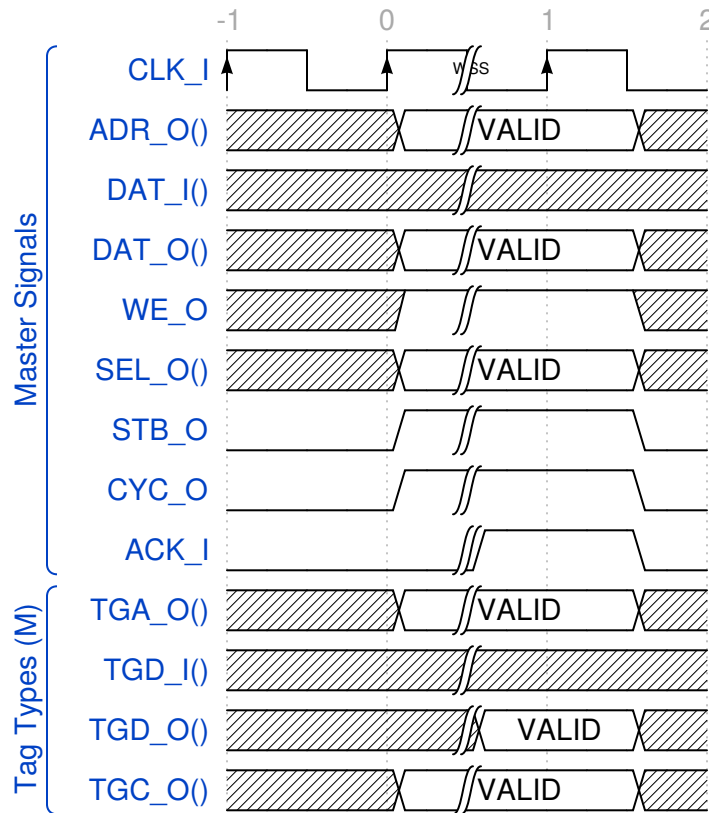 -1 0 1 2
Master Signals
CLK_I
WSS
ADR_O() VALID
DAT_I()
DAT_O() VALID
WE_O
SEL_O() VALID
STB_O
CYC_O
ACK_I
Tag Types (M)
TGA_O() VALID
TGD_I()
TGD_O() VALID
TGC_O() VALID